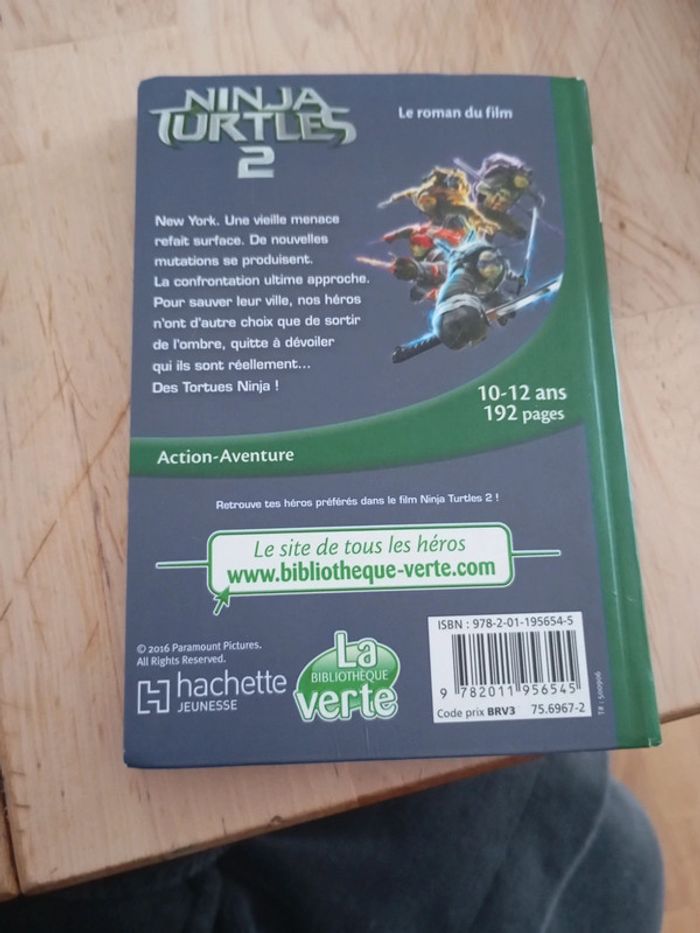 NINJA
TURTLES
2
Le roman du film
New York. Une vieille menace
refait surface. De nouvelles
mutations se produisent.
La confrontation ultime approche.
Pour sauver leur ville, nos héros
n'ont d'autre choix que de sortir
de l'ombre, quitte à dévoiler
qui ils sont réellement...
Des Tortues Ninja !
10-12 ans
192 pages
Action-Aventure
Retrouve tes héros préférés dans le film Ninja Turtles 2 !
Le site de tous les héros
www.bibliotheque-verte.com
© 2016 Paramount Pictures.
All Rights Reserved.
hachette
JEUNESSE
La
BIBLIOTHÈQUE
verte
ISBN : 978-2-01-195654-5
9 782011 956545
Code prix BRV3 75.6967-2
T# : 500906